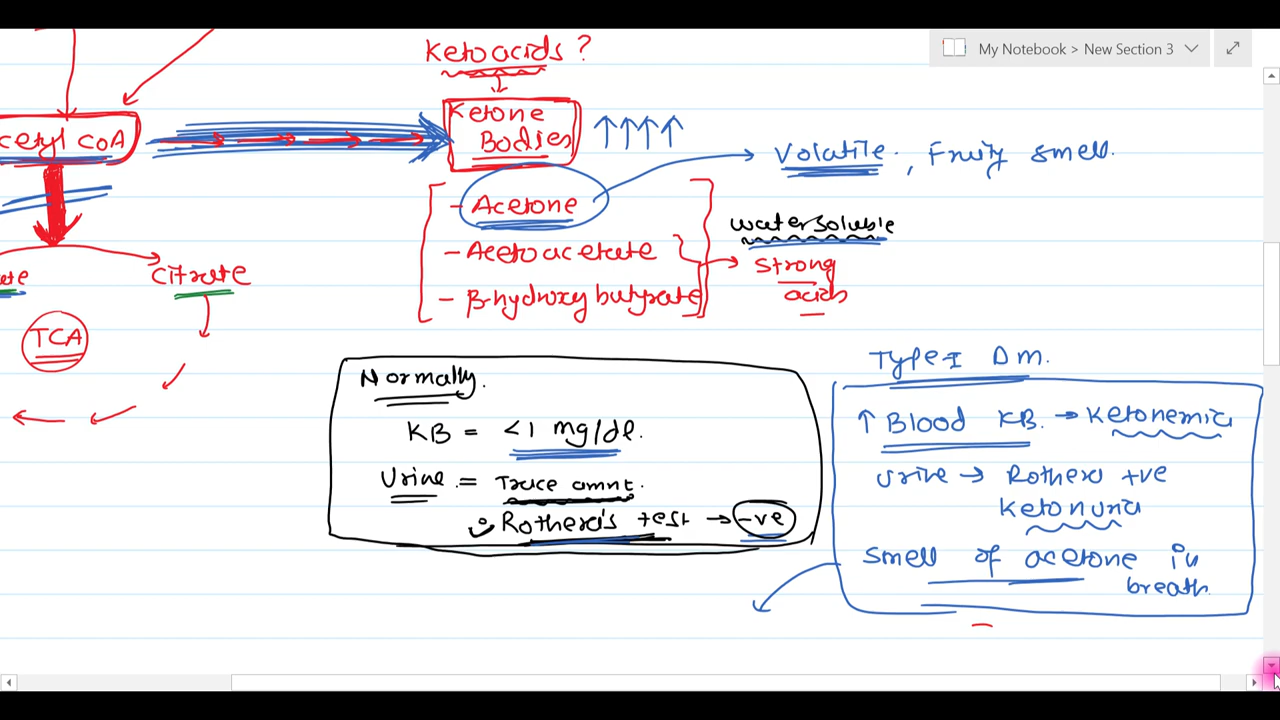 My Notebook > New Section 3
Ketoacids ?
Ketone
Bodies ↑↑↑↑
cetyl CoA
Volatile, Fruity smell.
- Acetone
- Acetoacetate
- β-hydroxy butyrate
water soluble
strong
acids
Citrate
TCA
Normally.
KB = <1 mg/dl.
Urine = Trace amnt.
Rothera's test → -ve
Type I Dm.
↑ Blood KB. → Ketonemia
Urine → Rothera +ve
Ketonuria
Smell of acetone in
breath.